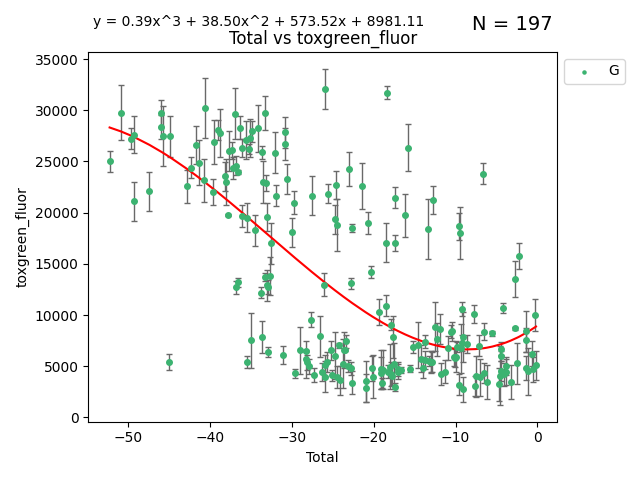 y = 0.39x^3 + 38.50x^2 + 573.52x + 8981.11
N = 197
Total vs toxgreen_fluor
G
35000
30000
25000
20000
15000
10000
5000
0
toxgreen_fluor
−50 −40 −30 −20 −10 0
Total